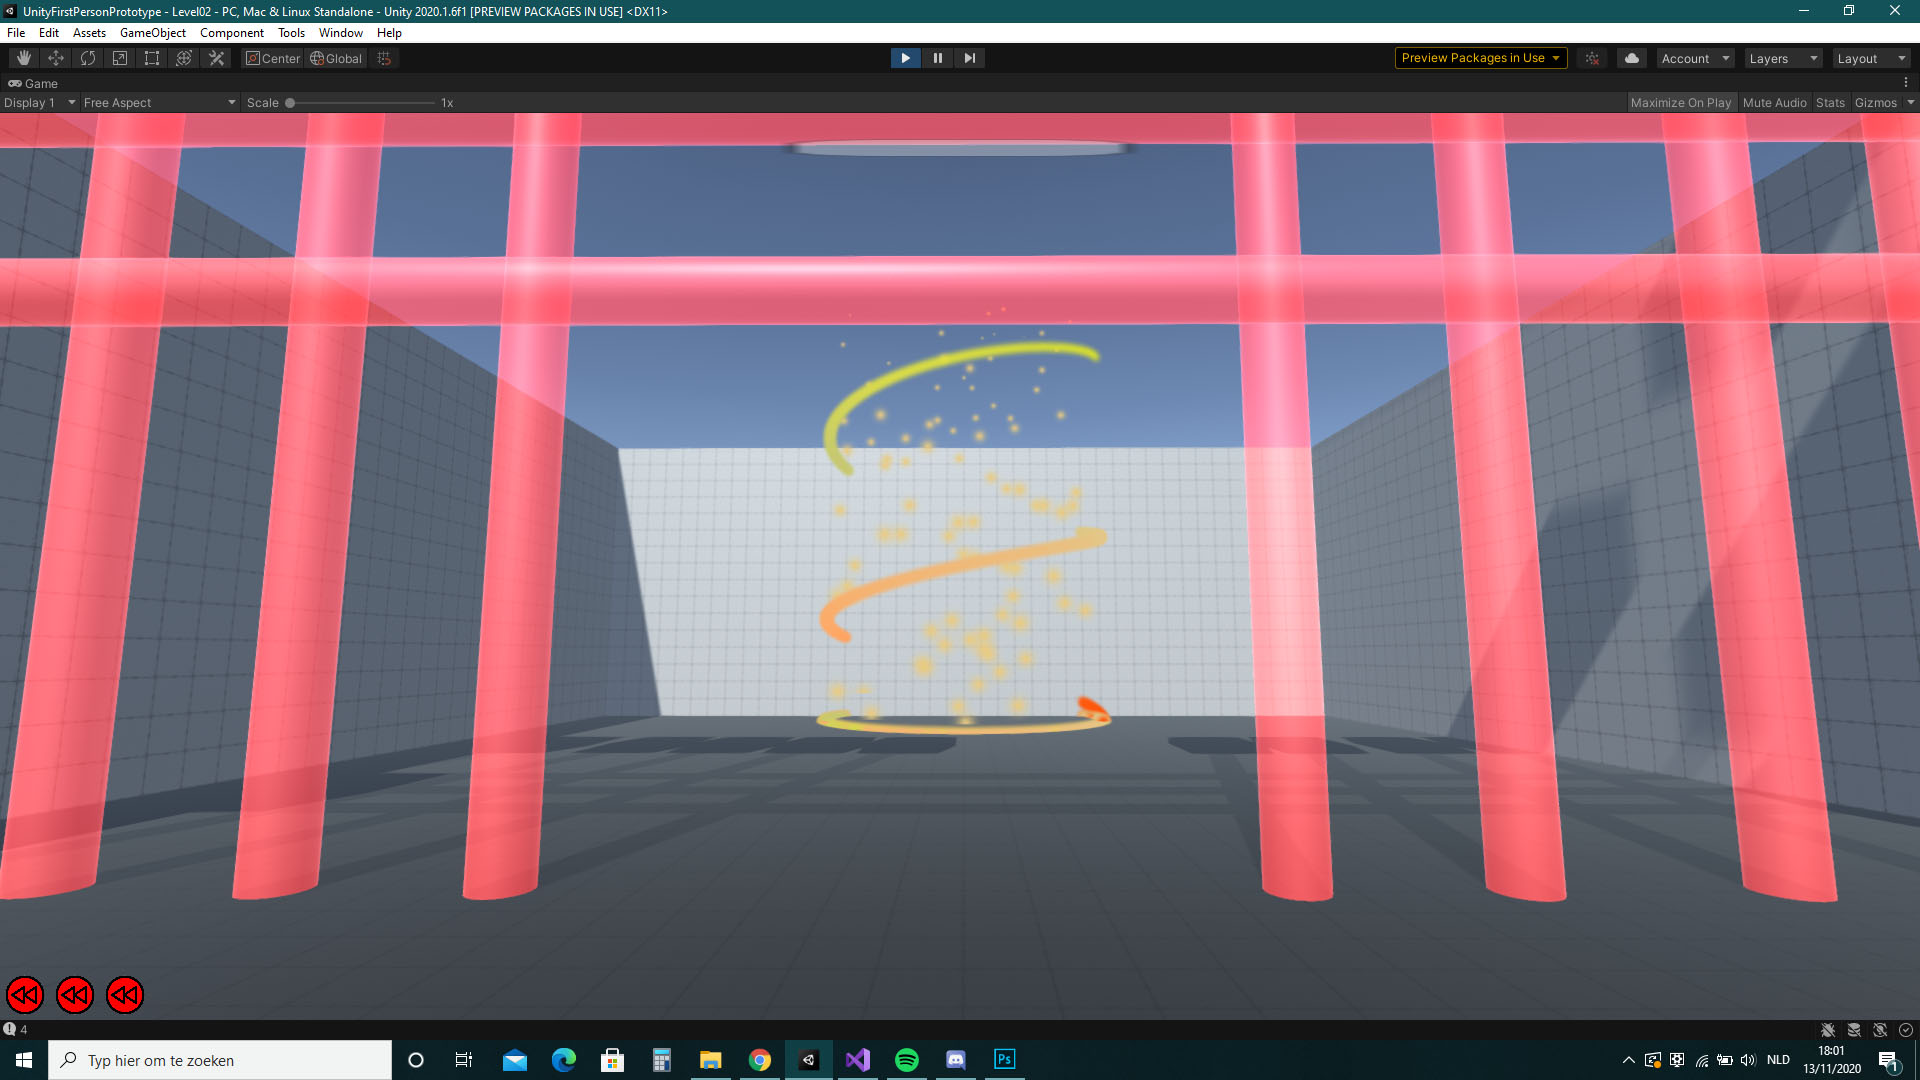 UnityFirstPersonPrototype - Level02 - PC, Mac & Linux Standalone - Unity 2020.1.6f1 [PREVIEW PACKAGES IN USE] <DX11>
File Edit Assets GameObject Component Tools Window Help
Center Global Preview Packages in Use Account Layers Layout
Game
Display 1 Free Aspect Scale 1x Maximize On Play Mute Audio Stats Gizmos
4
Typ hier om te zoeken
Ps
NLD
18:01
13/11/2020
1